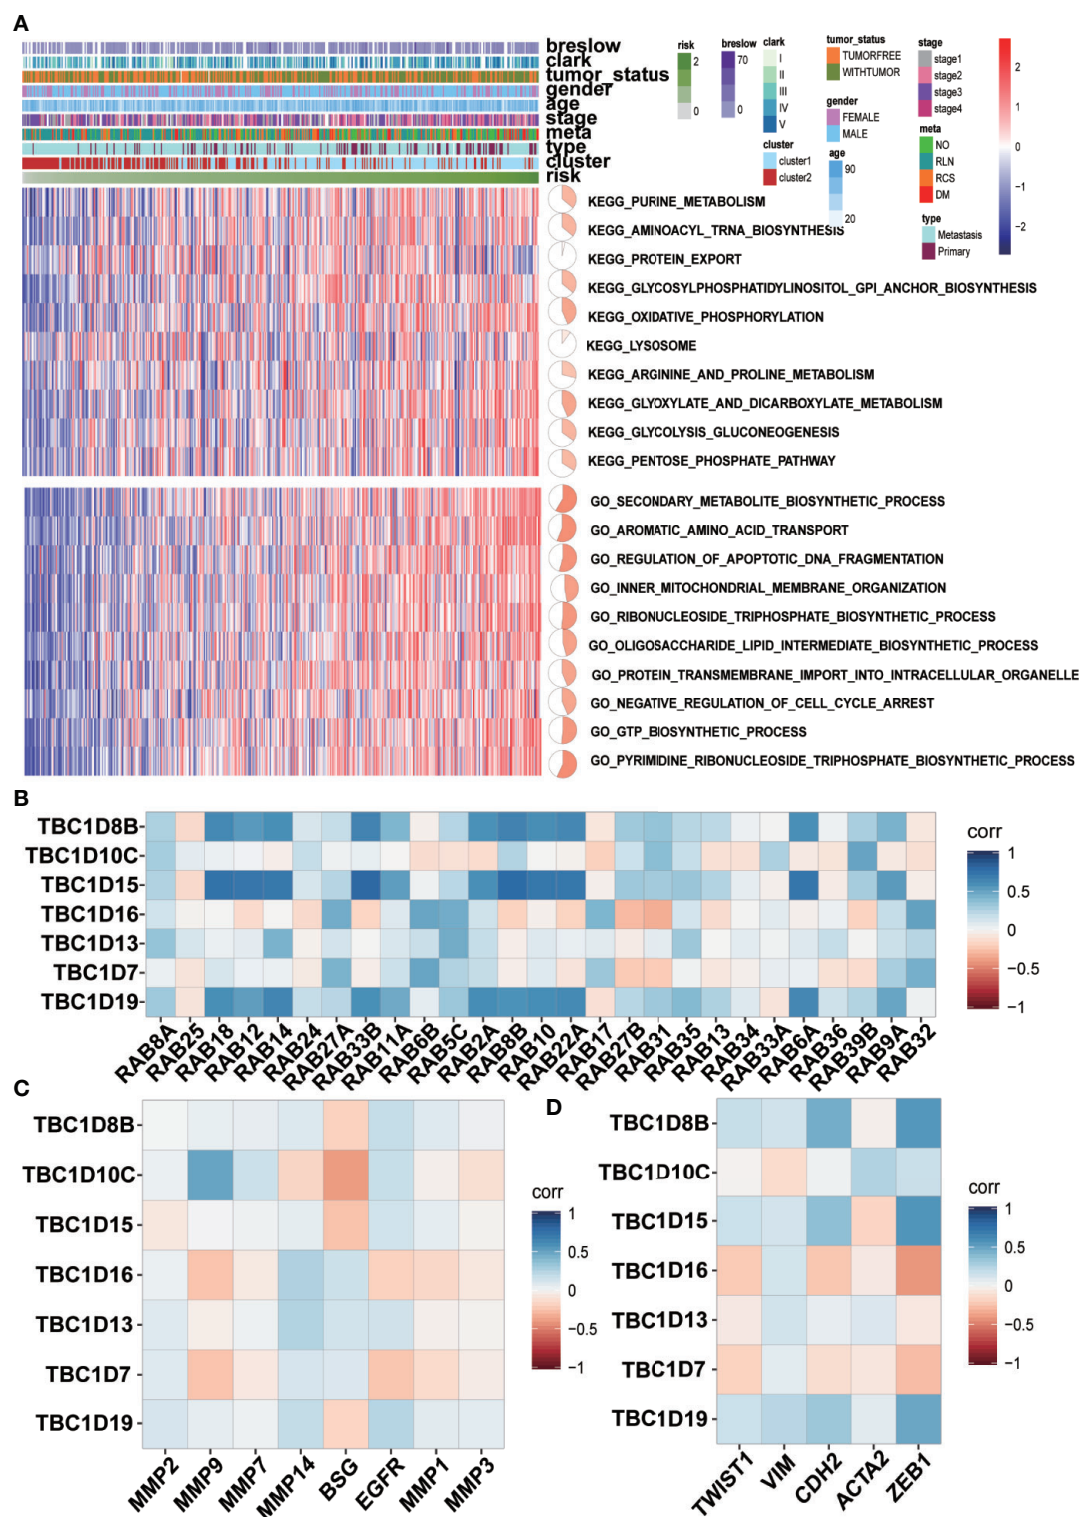 A
breslow
clark
tumor_status
gender
age
stage
meta
type
cluster
risk
risk
2
0
breslow
70
0
clark
I
II
III
IV
V
cluster
cluster1
cluster2
tumor_status
TUMORFREE
WITHTUMOR
gender
FEMALE
MALE
age
90
20
stage
stage1
stage2
stage3
stage4
meta
NO
RLN
RCS
DM
type
Metastasis
Primary
2
1
0
−1
−2
KEGG_PURINE_METABOLISM
KEGG_AMINOACYL_TRNA_BIOSYNTHESIS
KEGG_PROTEIN_EXPORT
KEGG_GLYCOSYLPHOSPHATIDYLINOSITOL_GPI_ANCHOR_BIOSYNTHESIS
KEGG_OXIDATIVE_PHOSPHORYLATION
KEGG_LYSOSOME
KEGG_ARGININE_AND_PROLINE_METABOLISM
KEGG_GLYOXYLATE_AND_DICARBOXYLATE_METABOLISM
KEGG_GLYCOLYSIS_GLUCONEOGENESIS
KEGG_PENTOSE_PHOSPHATE_PATHWAY
GO_SECONDARY_METABOLITE_BIOSYNTHETIC_PROCESS
GO_AROMATIC_AMINO_ACID_TRANSPORT
GO_REGULATION_OF_APOPTOTIC_DNA_FRAGMENTATION
GO_INNER_MITOCHONDRIAL_MEMBRANE_ORGANIZATION
GO_RIBONUCLEOSIDE_TRIPHOSPHATE_BIOSYNTHETIC_PROCESS
GO_OLIGOSACCHARIDE_LIPID_INTERMEDIATE_BIOSYNTHETIC_PROCESS
GO_PROTEIN_TRANSMEMBRANE_IMPORT_INTO_INTRACELLULAR_ORGANELLE
GO_NEGATIVE_REGULATION_OF_CELL_CYCLE_ARREST
GO_GTP_BIOSYNTHETIC_PROCESS
GO_PYRIMIDINE_RIBONUCLEOSIDE_TRIPHOSPHATE_BIOSYNTHETIC_PROCESS
B
TBC1D8B
TBC1D10C
TBC1D15
TBC1D16
TBC1D13
TBC1D7
TBC1D19
RAB8A
RAB25
RAB18
RAB12
RAB14
RAB24
RAB27A
RAB33B
RAB11A
RAB6B
RAB5C
RAB2A
RAB8B
RAB10
RAB22A
RAB17
RAB27B
RAB31
RAB35
RAB13
RAB34
RAB33A
RAB6A
RAB36
RAB39B
RAB9A
RAB32
corr
1
0.5
0
−0.5
−1
C
TBC1D8B
TBC1D10C
TBC1D15
TBC1D16
TBC1D13
TBC1D7
TBC1D19
MMP2
MMP9
MMP7
MMP14
BSG
EGFR
MMP1
MMP3
corr
1
0.5
0
−0.5
−1
D
TBC1D8B
TBC1D10C
TBC1D15
TBC1D16
TBC1D13
TBC1D7
TBC1D19
TWIST1
VIM
CDH2
ACTA2
ZEB1
corr
1
0.5
0
−0.5
−1